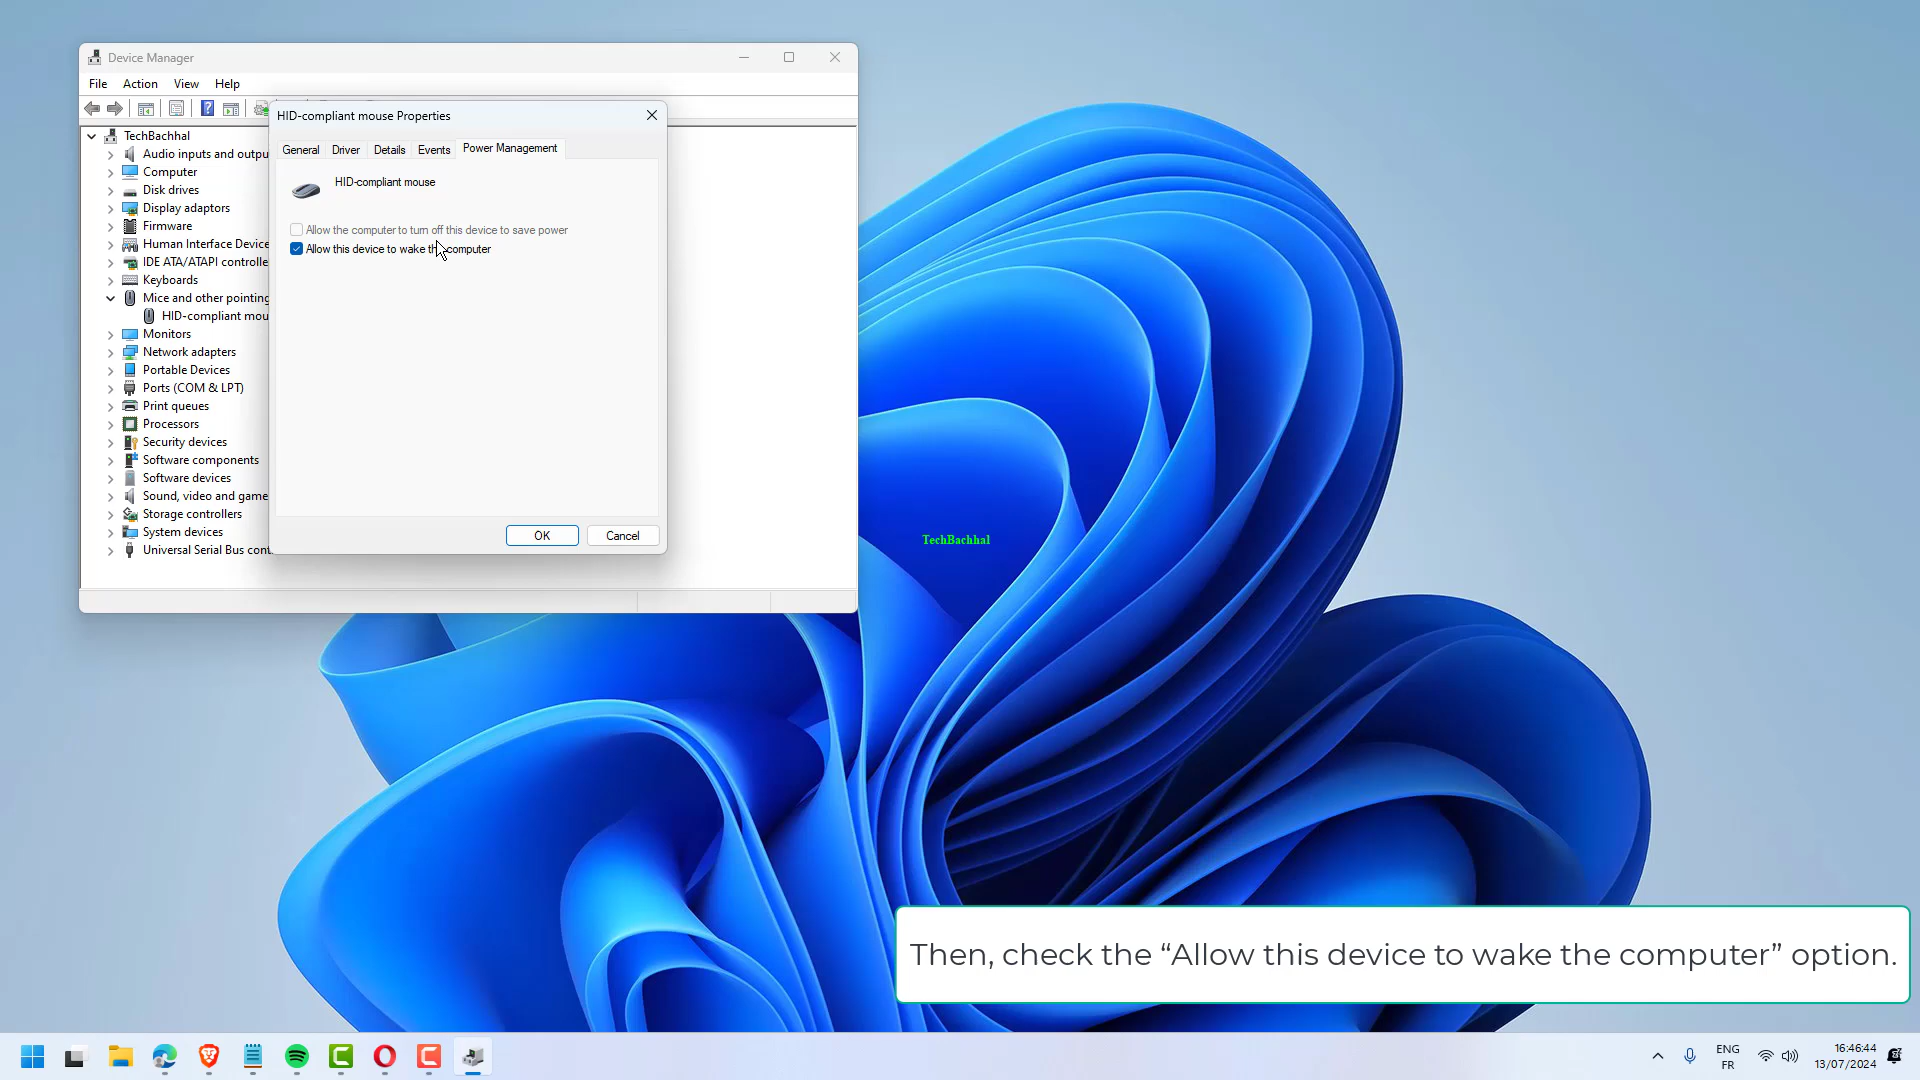 Device Manager
File Action View Help
TechBachhal
Audio inputs and outpu
Computer
Disk drives
Display adaptors
Firmware
Human Interface Device
IDE ATA/ATAPI controlle
Keyboards
Mice and other pointing
HID-compliant mou
Monitors
Network adapters
Portable Devices
Ports (COM & LPT)
Print queues
Processors
Security devices
Software components
Software devices
Sound, video and game
Storage controllers
System devices
Universal Serial Bus cont
HID-compliant mouse Properties
General Driver Details Events Power Management
HID-compliant mouse
Allow the computer to turn off this device to save power
Allow this device to wake the computer
OK Cancel
TechBachhal
Then, check the “Allow this device to wake the computer” option.
ENG
FR
16:46:44
13/07/2024